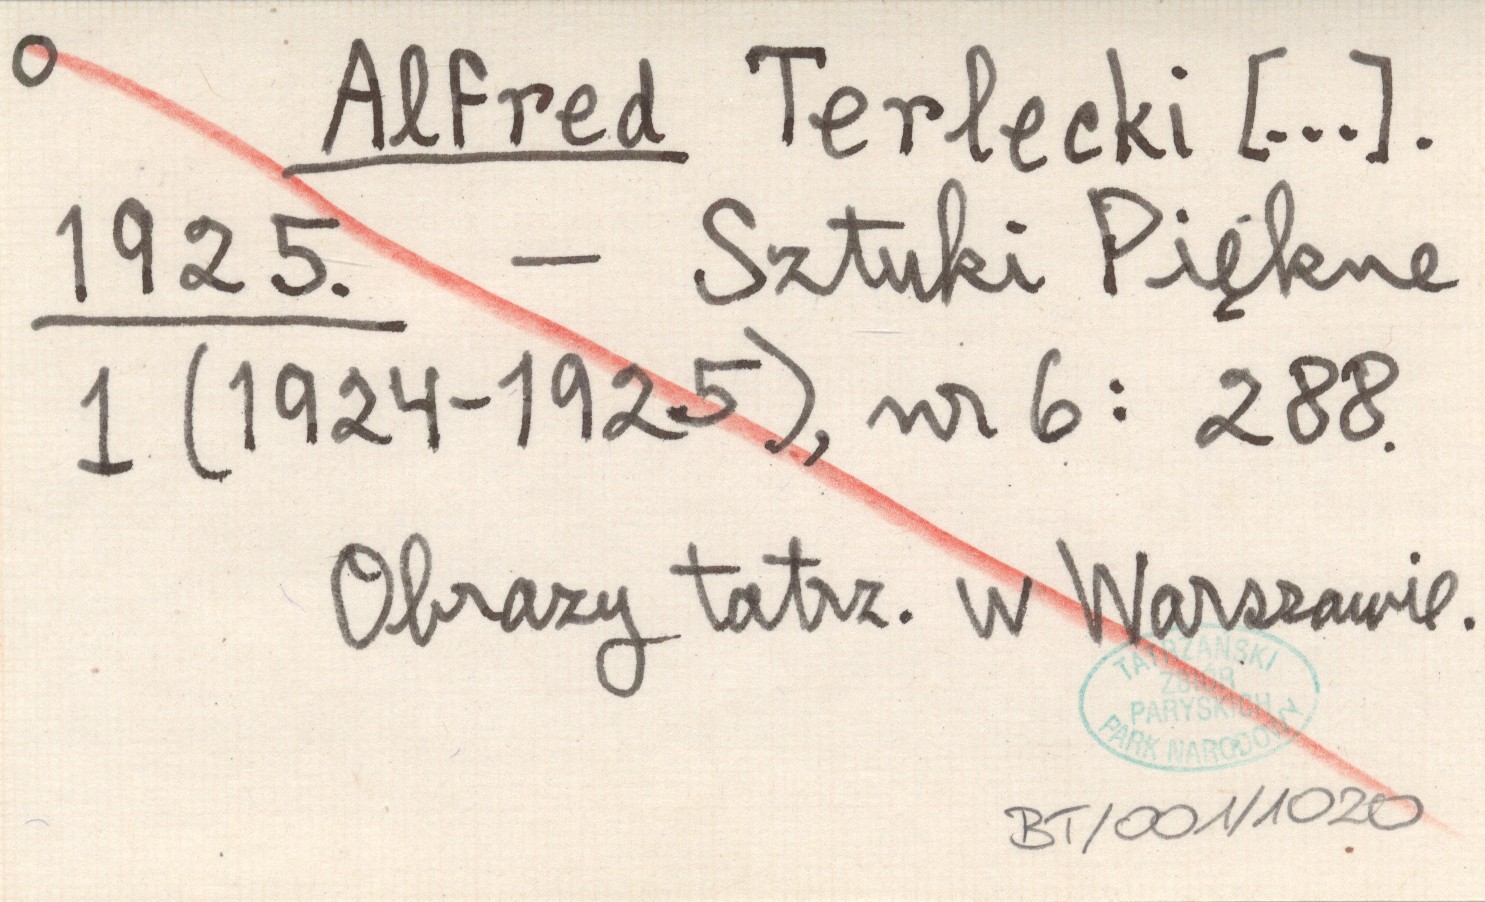 o Alfred Terlecki [...].
1925. – Sztuki Piękne
1 (1924-1925), nr 6: 288.
Obrazy tatrz. w Warszawie.
TATRZAŃSKI
ZBIÓR
PARYSKICH
PARK NARODOWY
BT/001/1020